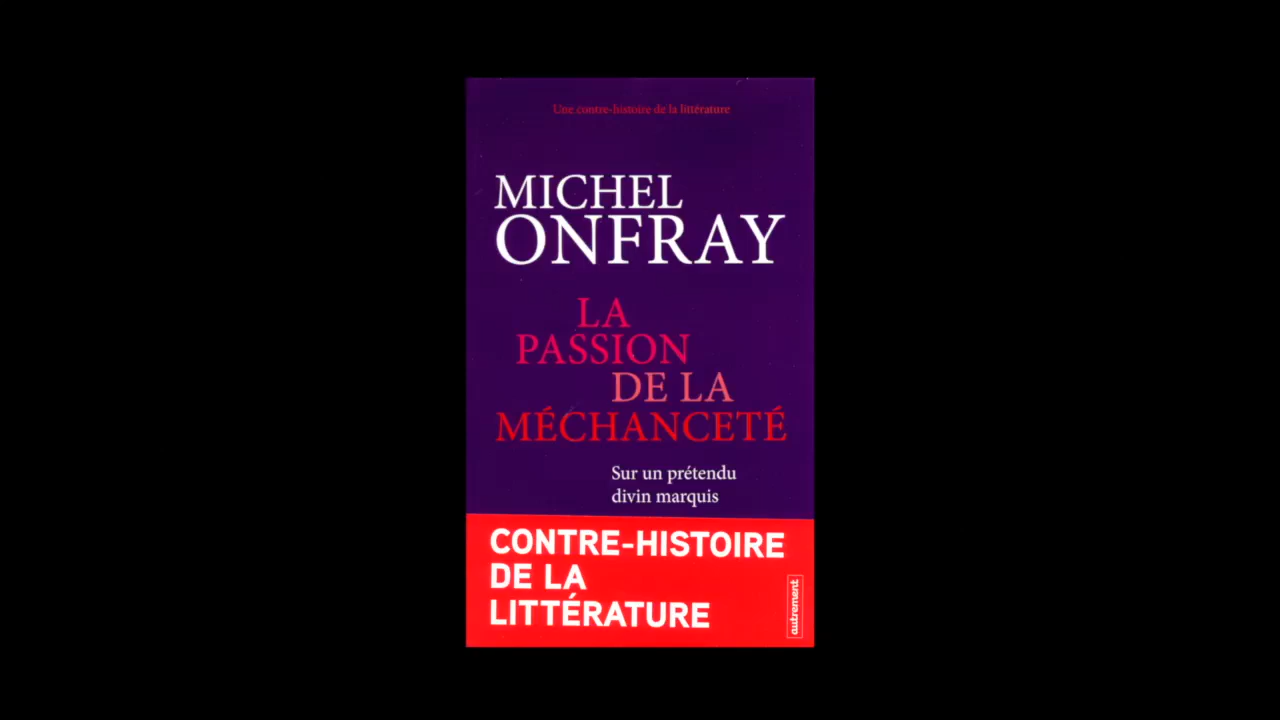 Une contre-histoire de la littérature
MICHEL
ONFRAY
LA
PASSION
DE LA
MÉCHANCETÉ
Sur un prétendu
divin marquis
CONTRE-HISTOIRE
DE LA
LITTÉRATURE
autrement